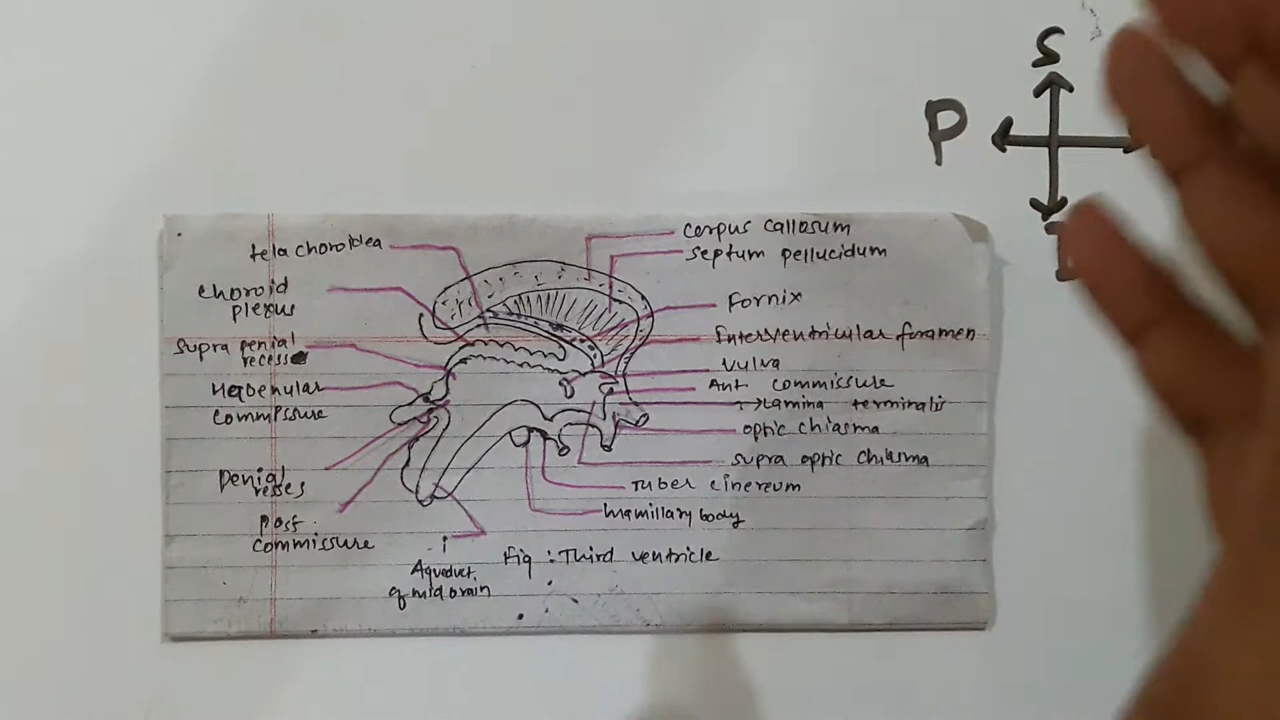 S
P
tela choroidea
choroid
plexus
Supra penial
recess
Habenular
commissure
penial
resses
post.
commissure
Aqueduct
of midbrain
corpus callosum
septum pellucidum
Fornix
Interventricular foramen
Vulva
Ant. commissure
Lamina terminalis
optic chiasma
supra optic chiasma
Tuber cinereum
Mamillary body
Fig : Third ventricle